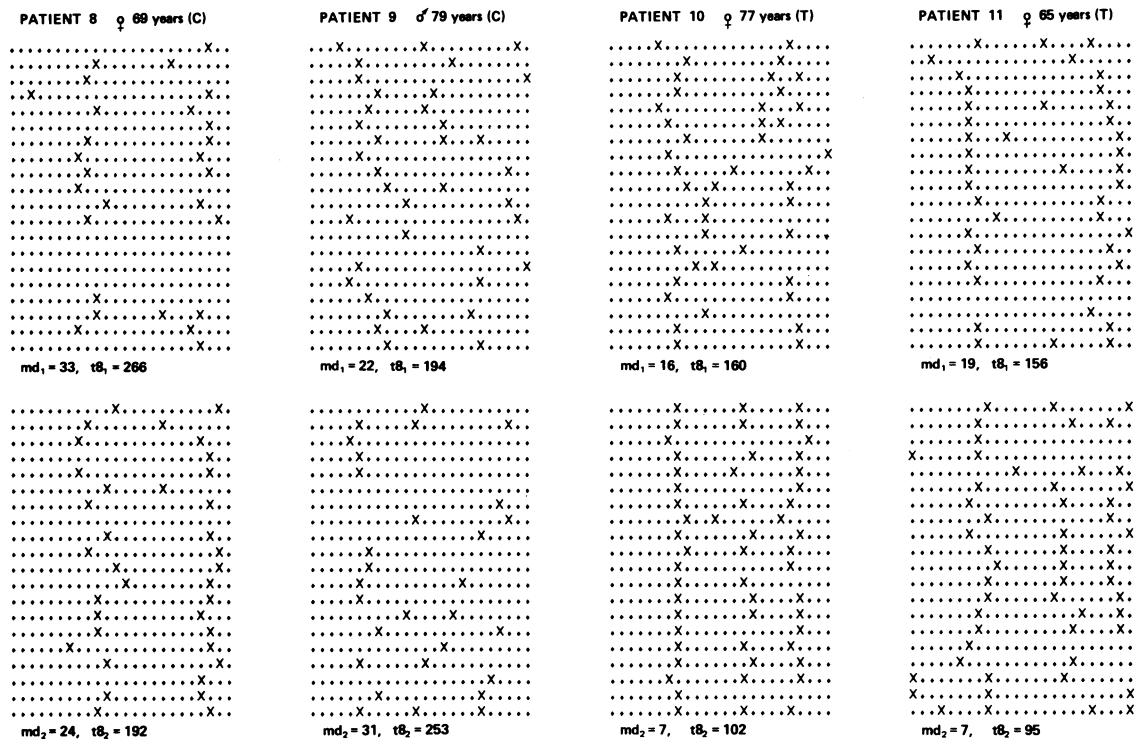 PATIENT 8 ♀ 69 years (C)
PATIENT 9 ♂ 79 years (C)
PATIENT 10 ♀ 77 years (T)
PATIENT 11 ♀ 65 years (T)
md₁ = 33, t8₁ = 266
md₁ = 22, t8₁ = 194
md₁ = 16, t8₁ = 160
md₁ = 19, t8₁ = 156
md₂ = 24, t8₂ = 192
md₂ = 31, t8₂ = 253
md₂ = 7, t8₂ = 102
md₂ = 7, t8₂ = 95